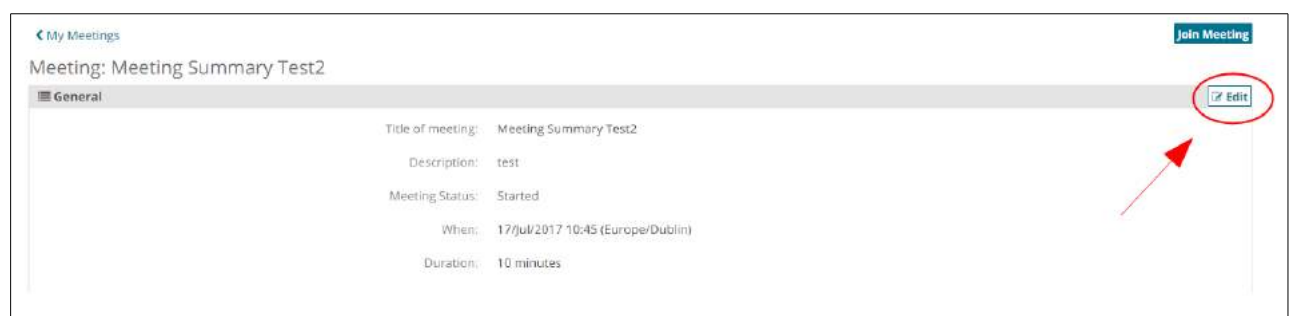 My Meetings
Join Meeting
Meeting: Meeting Summary Test2
General
Edit
Title of meeting: Meeting Summary Test2
Description: test
Meeting Status: Started
When: 17/Jul/2017 10:45 (Europe/Dublin)
Duration: 10 minutes